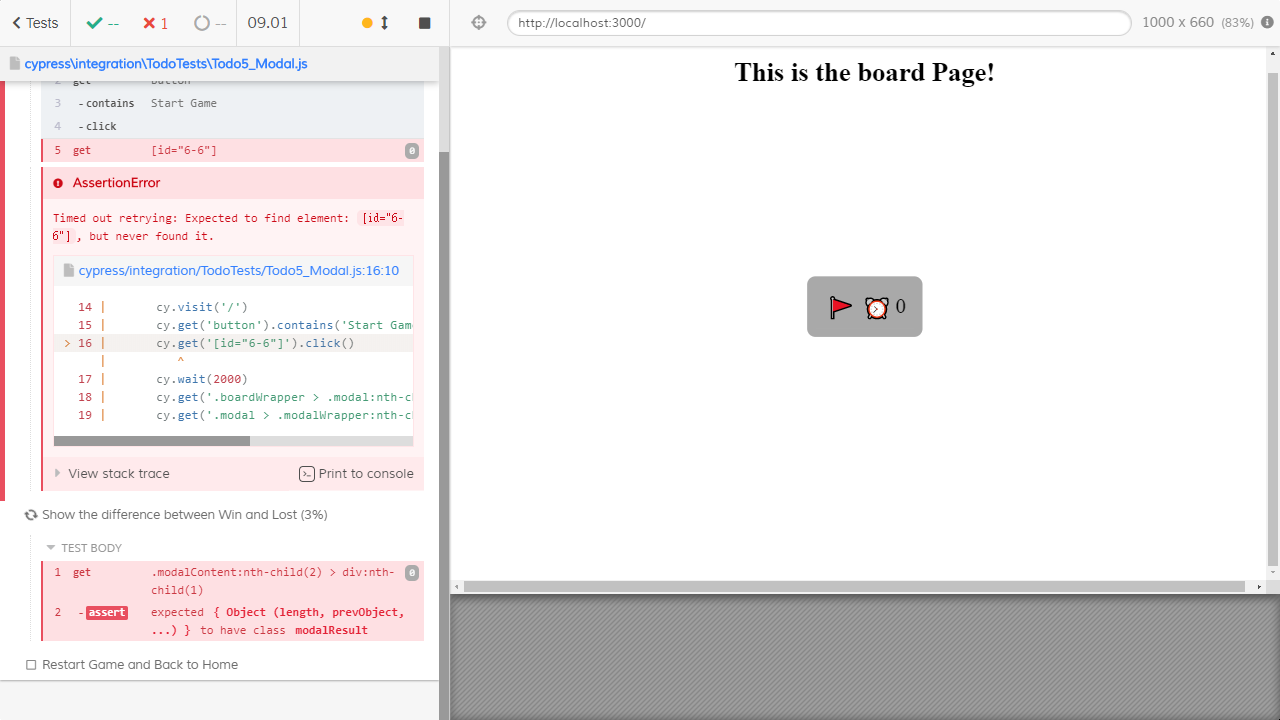 Tests
--
1
--
09.01
http://localhost:3000/
1000 x 660 (83%)
cypress\integration\TodoTests\Todo5_Modal.js
2 get button
3 -contains Start Game
4 -click
5 get [id="6-6"] 0
AssertionError
Timed out retrying: Expected to find element: [id="6-
6"], but never found it.
cypress/integration/TodoTests/Todo5_Modal.js:16:10
14 | cy.visit('/')
15 | cy.get('button').contains('Start Gam
> 16 | cy.get('[id="6-6"]').click()
| ^
17 | cy.wait(2000)
18 | cy.get('.boardWrapper > .modal:nth-c
19 | cy.get('.modal > .modalWrapper:nth-c
View stack trace
Print to console
Show the difference between Win and Lost (3%)
TEST BODY
1 get .modalContent:nth-child(2) > div:nth- 0
child(1)
2 -assert expected { Object (length, prevObject,
...) } to have class modalResult
Restart Game and Back to Home
This is the board Page!
0